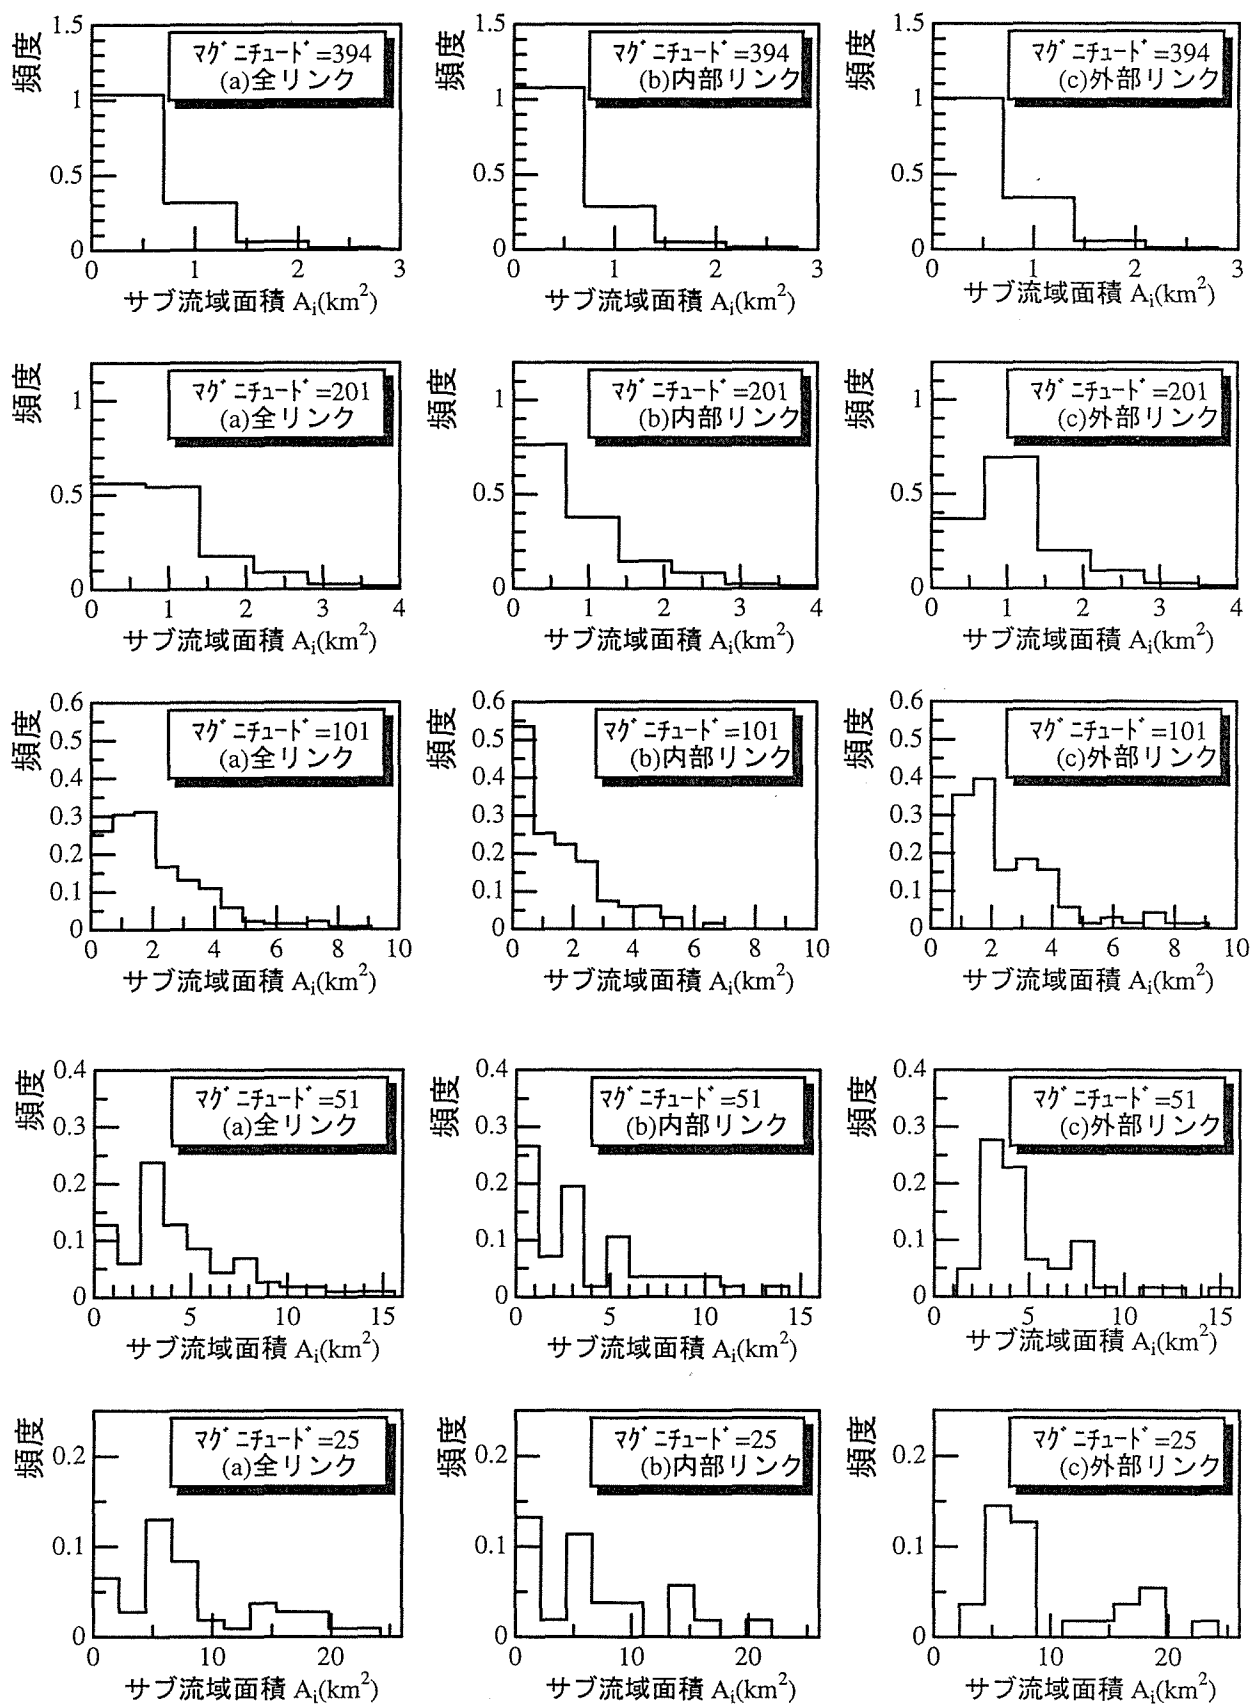 頻度
1.5
1
0.5
0
マグニチュード=394
(a)全リンク
0 1 2 3
サブ流域面積 Ai(km2)
頻度
1.5
1
0.5
0
マグニチュード=394
(b)内部リンク
0 1 2 3
サブ流域面積 Ai(km2)
頻度
1.5
1
0.5
0
マグニチュード=394
(c)外部リンク
0 1 2 3
サブ流域面積 Ai(km2)
頻度
1
0.5
0
マグニチュード=201
(a)全リンク
0 1 2 3 4
サブ流域面積 Ai(km2)
頻度
1
0.5
0
マグニチュード=201
(b)内部リンク
0 1 2 3 4
サブ流域面積 Ai(km2)
頻度
1
0.5
0
マグニチュード=201
(c)外部リンク
0 1 2 3 4
サブ流域面積 Ai(km2)
頻度
0.6
0.5
0.4
0.3
0.2
0.1
0
マグニチュード=101
(a)全リンク
0 2 4 6 8 10
サブ流域面積 Ai(km2)
頻度
0.6
0.5
0.4
0.3
0.2
0.1
0
マグニチュード=101
(b)内部リンク
0 2 4 6 8 10
サブ流域面積 Ai(km2)
頻度
0.6
0.5
0.4
0.3
0.2
0.1
0
マグニチュード=101
(c)外部リンク
0 2 4 6 8 10
サブ流域面積 Ai(km2)
頻度
0.4
0.3
0.2
0.1
0
マグニチュード=51
(a)全リンク
0 5 10 15
サブ流域面積 Ai(km2)
頻度
0.4
0.3
0.2
0.1
0
マグニチュード=51
(b)内部リンク
0 5 10 15
サブ流域面積 Ai(km2)
頻度
0.4
0.3
0.2
0.1
0
マグニチュード=51
(c)外部リンク
0 5 10 15
サブ流域面積 Ai(km2)
頻度
0.2
0.1
0
マグニチュード=25
(a)全リンク
0 10 20
サブ流域面積 Ai(km2)
頻度
0.2
0.1
0
マグニチュード=25
(b)内部リンク
0 10 20
サブ流域面積 Ai(km2)
頻度
0.2
0.1
0
マグニチュード=25
(c)外部リンク
0 10 20
サブ流域面積 Ai(km2)